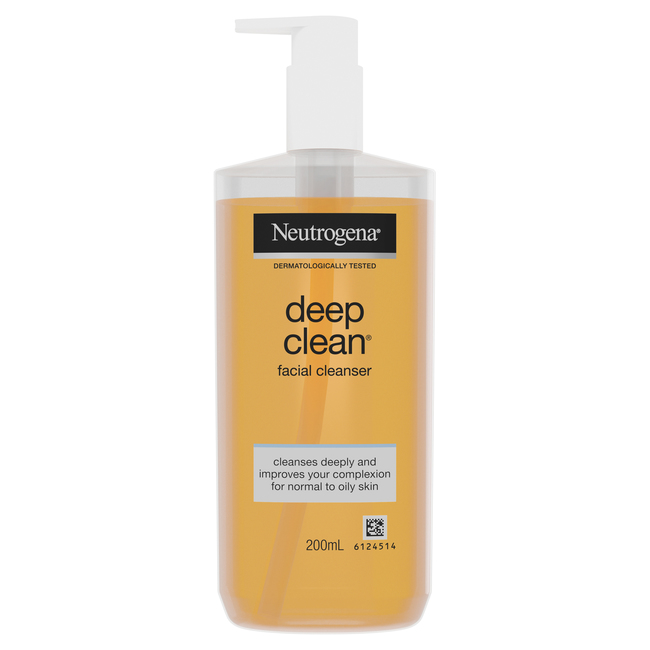 Neutrogena®
DERMATOLOGICALLY TESTED
deep
clean®
facial cleanser
cleanses deeply and
improves your complexion
for normal to oily skin
200mL
6124514